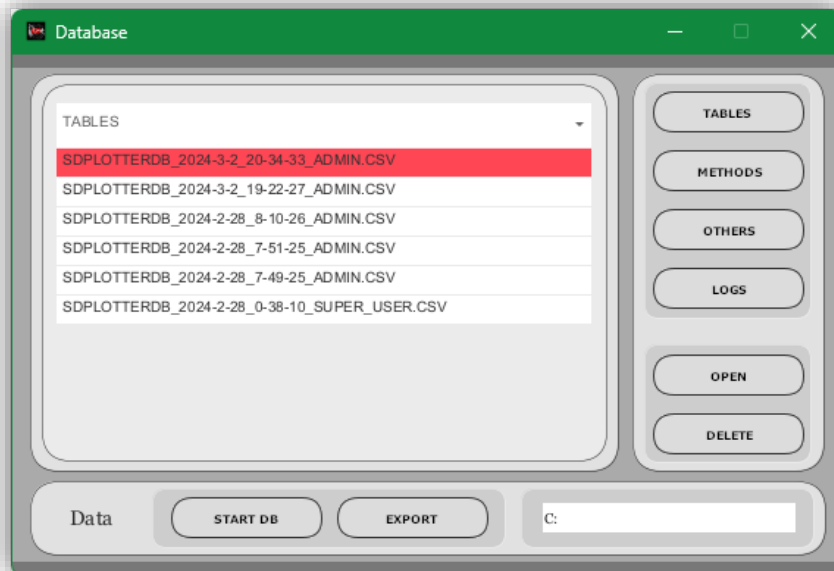 Database
TABLES
SDPLOTTERDB_2024-3-2_20-34-33_ADMIN.CSV
SDPLOTTERDB_2024-3-2_19-22-27_ADMIN.CSV
SDPLOTTERDB_2024-2-28_8-10-26_ADMIN.CSV
SDPLOTTERDB_2024-2-28_7-51-25_ADMIN.CSV
SDPLOTTERDB_2024-2-28_7-49-25_ADMIN.CSV
SDPLOTTERDB_2024-2-28_0-38-10_SUPER_USER.CSV
TABLES
METHODS
OTHERS
LOGS
OPEN
DELETE
Data
START DB
EXPORT
C: